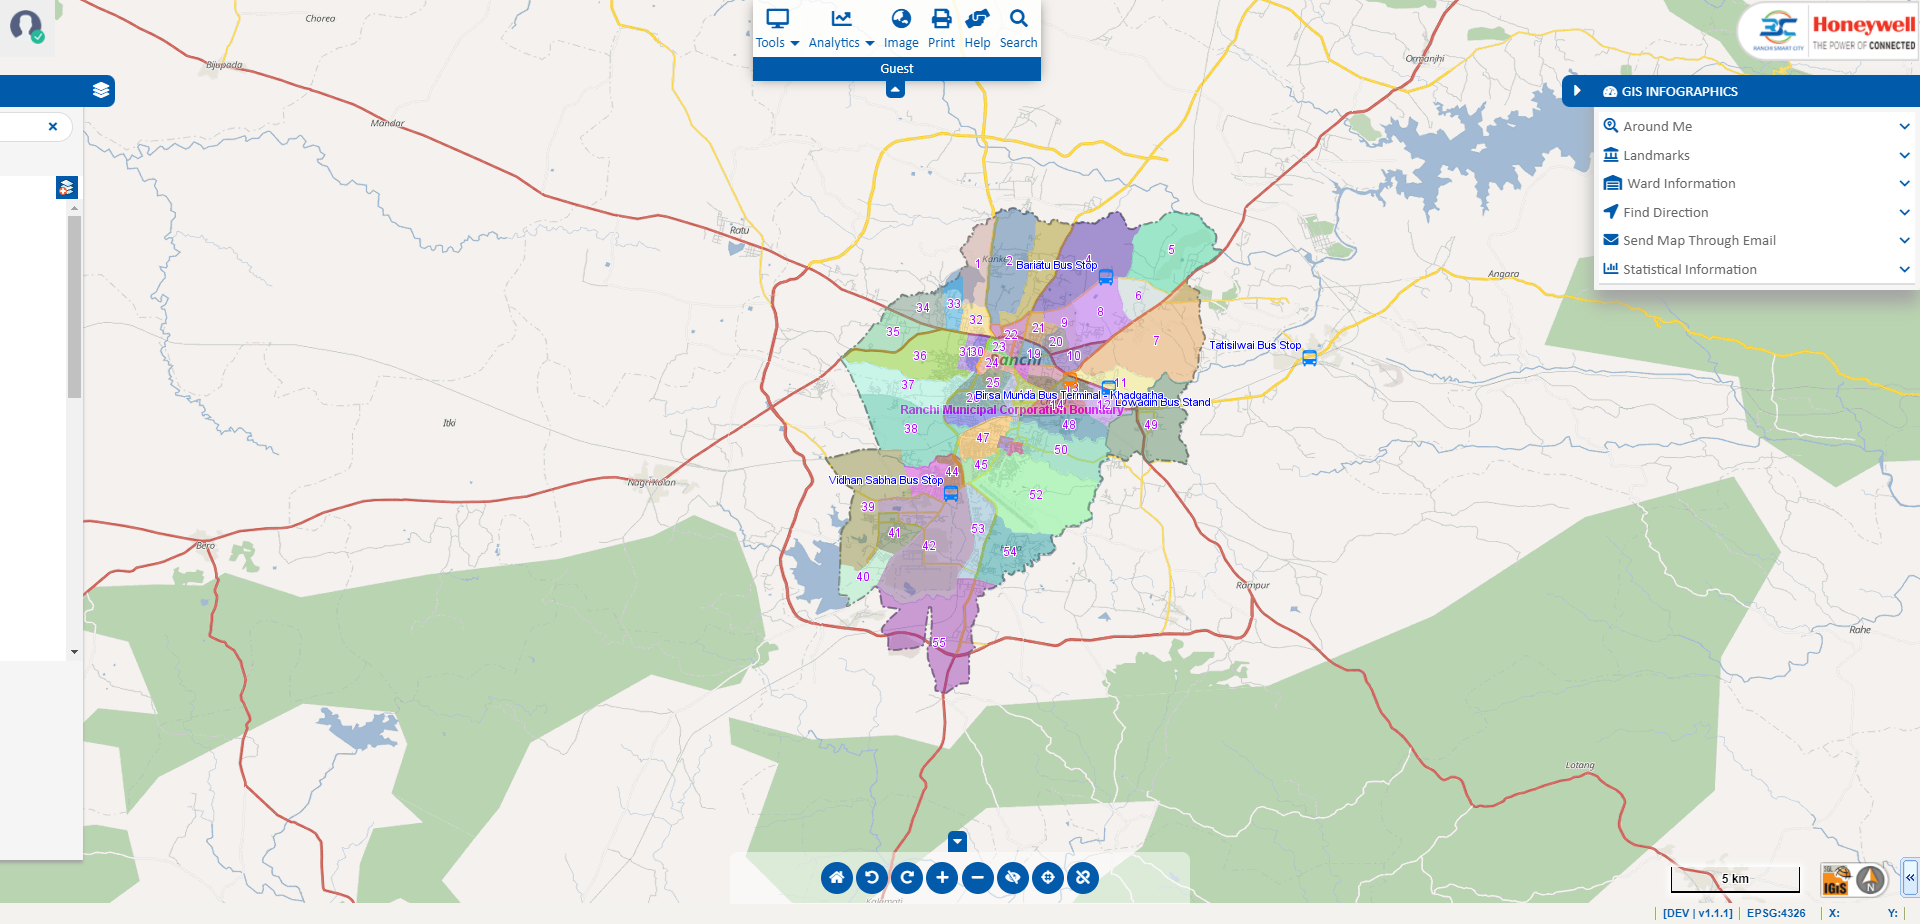 Tools
Analytics
Image
Print
Help
Search
Guest
RANCHI SMART CITY
Honeywell
THE POWER OF CONNECTED
GIS INFOGRAPHICS
Around Me
Landmarks
Ward Information
Find Direction
Send Map Through Email
Statistical Information
Chorea
Bijupada
Mandar
Ratu
Ormanjhi
Angara
Itki
Nagri Kalan
Bero
Rampur
Rahe
Lotang
1
2
4
5
Bariatu Bus Stop
6
7
8
9
33
34
35
32
22
21
20
36
31
30
23
19
10
Tatisilwai Bus Stop
24
37
25
11
Birsa Munda Bus Terminal - Khadgarha
Lowadih Bus Stand
14
12
Ranchi Municipal Corporation Boundary
38
48
49
47
50
45
44
Vidhan Sabha Bus Stop
52
39
53
41
42
54
40
55
5 km
IGiS
N
[DEV | v1.1.1]
EPSG:4326
X:
Y: